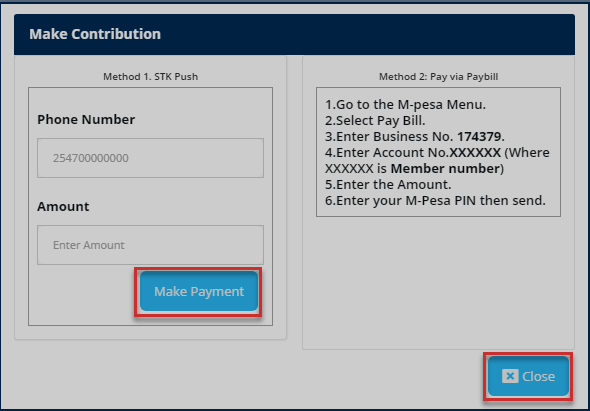 Make Contribution
Method 1. STK Push
Phone Number
254700000000
Amount
Enter Amount
Make Payment
Method 2: Pay via Paybill
1.Go to the M-pesa Menu.
2.Select Pay Bill.
3.Enter Business No. 174379.
4.Enter Account No.XXXXXX (Where
XXXXXX is Member number)
5.Enter the Amount.
6.Enter your M-Pesa PIN then send.
Close